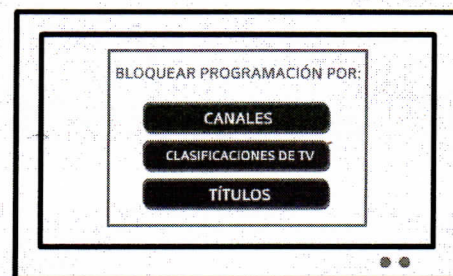 BLOQUEAR PROGRAMACIÓN POR:
CANALES
CLASIFICACIONES DE TV
TÍTULOS